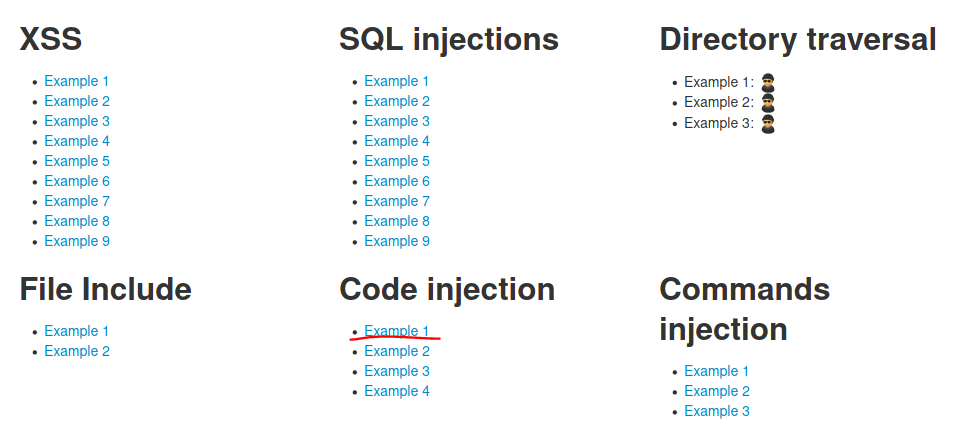 XSS
Example 1
Example 2
Example 3
Example 4
Example 5
Example 6
Example 7
Example 8
Example 9
SQL injections
Example 1
Example 2
Example 3
Example 4
Example 5
Example 6
Example 7
Example 8
Example 9
Directory traversal
Example 1:
Example 2:
Example 3:
File Include
Example 1
Example 2
Code injection
Example 1
Example 2
Example 3
Example 4
Commands
injection
Example 1
Example 2
Example 3